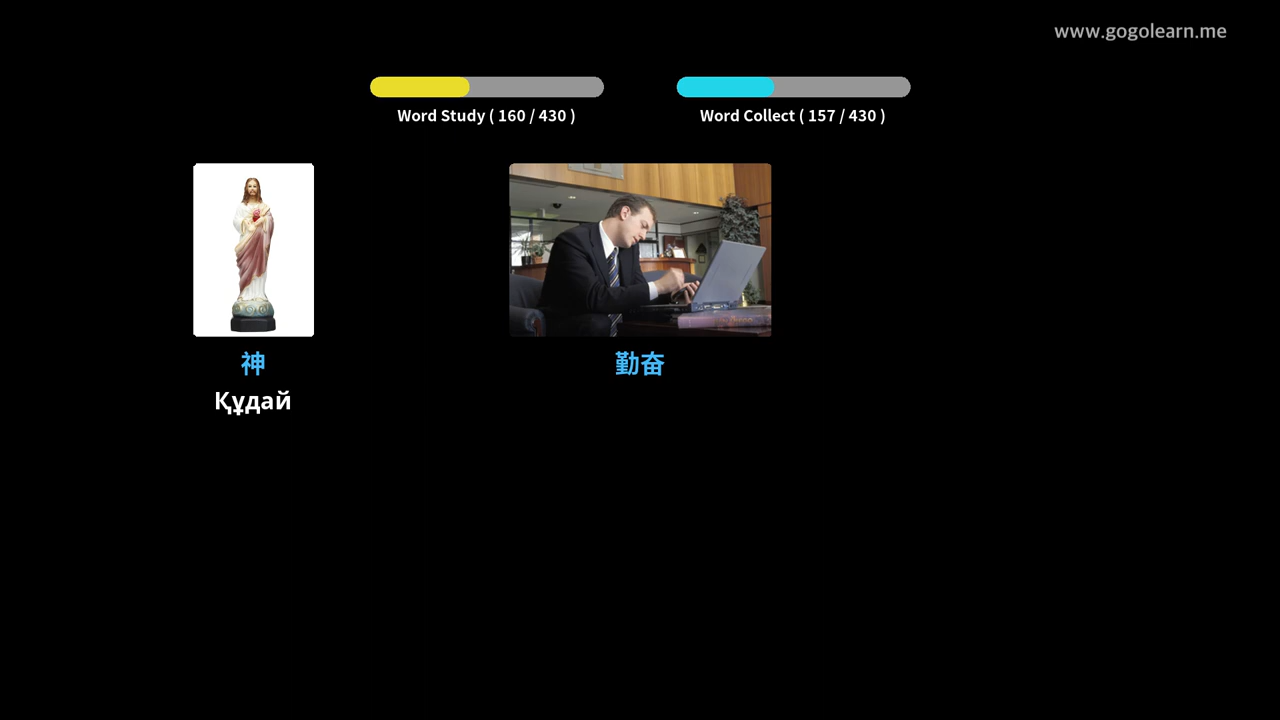 www.gogolearn.me
Word Study ( 160 / 430 )
Word Collect ( 157 / 430 )
神
Құдай
勤奋